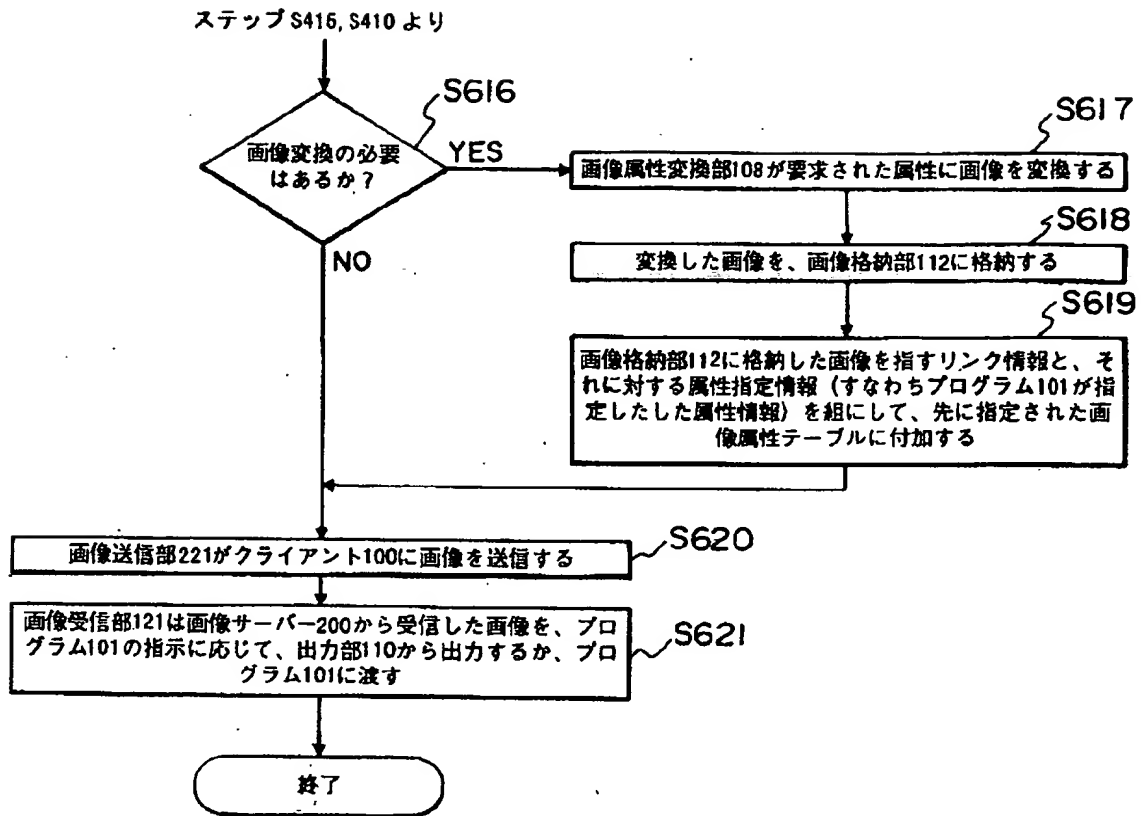 ステップS415, S410 より
S616
画像変換の必要
はあるか?
YES
NO
S617
画像属性変換部108が要求された属性に画像を変換する
S618
変換した画像を、画像格納部112に格納する
S619
画像格納部112に格納した画像を指すリンク情報と、そ
れに対する属性指定情報(すなわちプログラム101が指
定したした属性情報)を組にして、先に指定された画
像属性テーブルに付加する
S620
画像送信部221がクライアント100に画像を送信する
画像受信部121は画像サーバー200から受信した画像を、プロ
グラム101の指示に応じて、出力部110から出力するか、プロ
グラム101に渡す
S621
終了